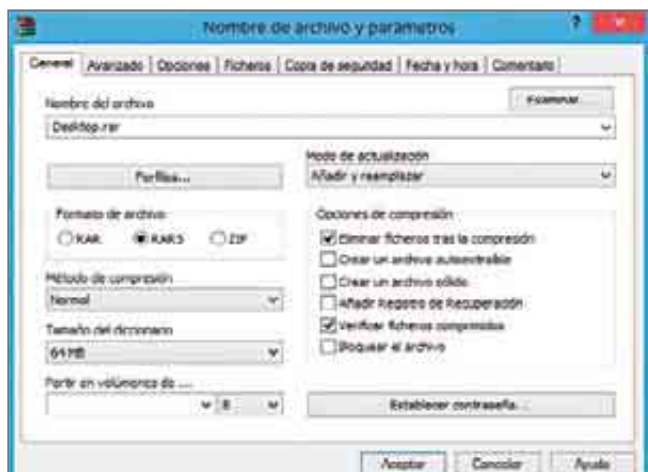 Nombre de archivo y parámetros ?
General Avanzado Opciones Ficheros Copia de seguridad Fecha y hora Comentario
Nombre del archivo
Examinar...
Desktop.rar
Perfiles...
Modo de actualización
Añadir y reemplazar
Formato de archivo
RAR RAR5 ZIP
Método de compresión
Normal
Tamaño del diccionario
64 MB
Partir en volúmenes de ...
B
Opciones de compresión
Eliminar ficheros tras la compresión
Crear un archivo autoextraíble
Crear un archivo sólido
Añadir Registro de Recuperación
Verificar ficheros comprimidos
Bloquear el archivo
Establecer contraseña...
Aceptar Cancelar Ayuda